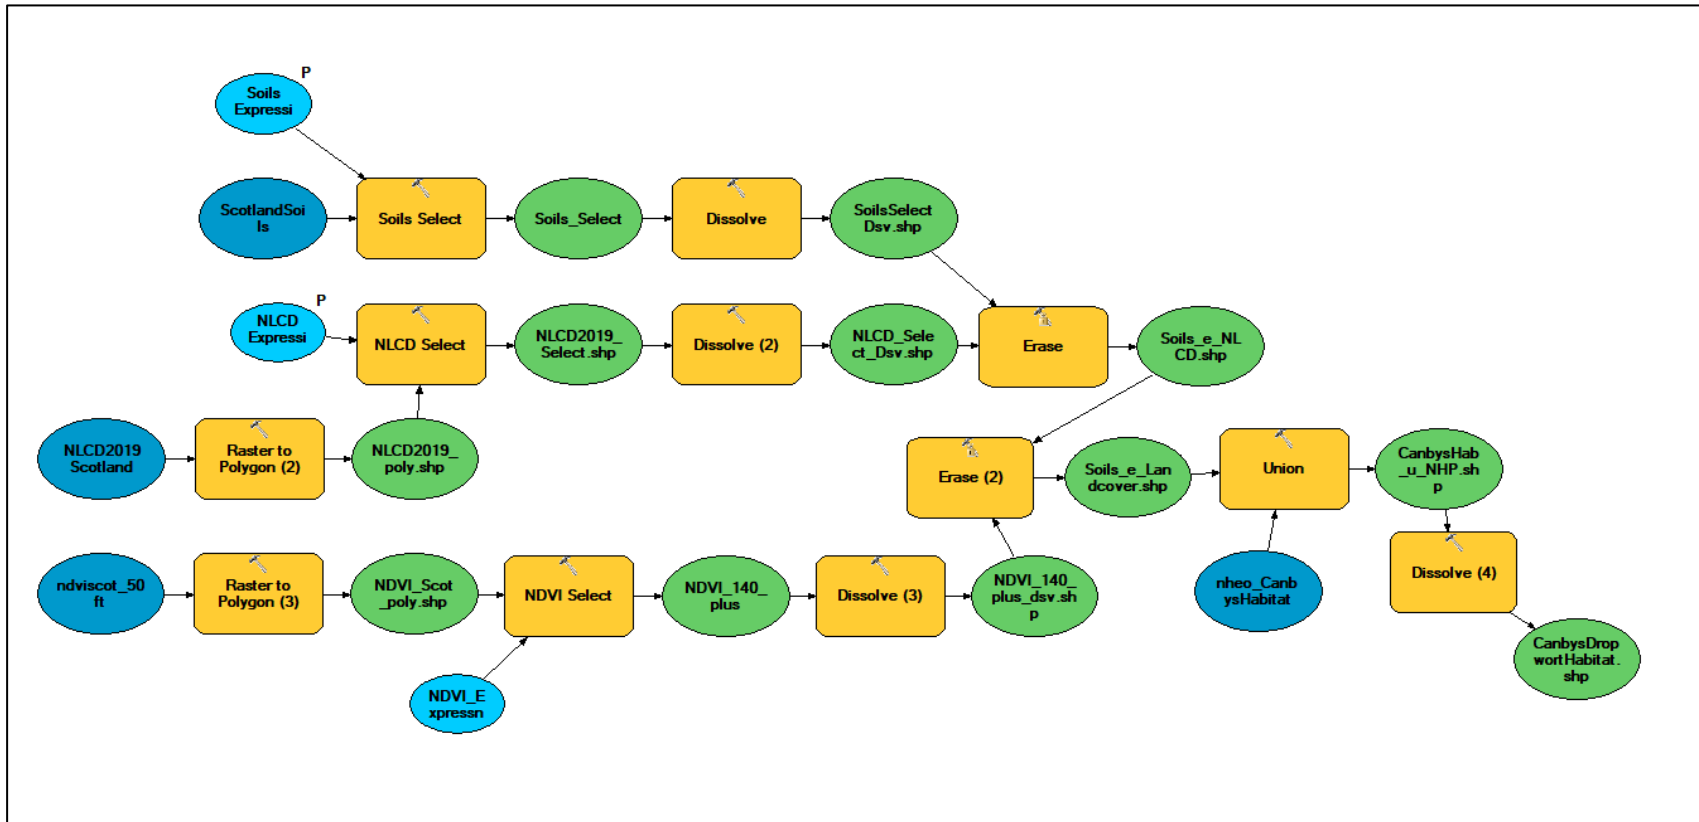 P
Soils
Expressi
ScotlandSoi
ls
Soils Select
Soils_Select
Dissolve
SoilsSelect
Dsv.shp
P
NLCD
Expressi
NLCD Select
NLCD2019_
Select.shp
Dissolve (2)
NLCD_Sele
ct_Dsv.shp
Erase
Soils_e_NL
CD.shp
NLCD2019
Scotland
Raster to
Polygon (2)
NLCD2019_
poly.shp
Erase (2)
Soils_e_Lan
dcover.shp
Union
CanbysHab
_u_NHP.sh
p
ndviscot_50
ft
Raster to
Polygon (3)
NDVI_Scot
_poly.shp
NDVI Select
NDVI_140_
plus
Dissolve (3)
NDVI_140_
plus_dsv.sh
p
nheo_Canb
ysHabitat
Dissolve (4)
NDVI_E
xpressn
CanbysDrop
wortHabitat.
shp